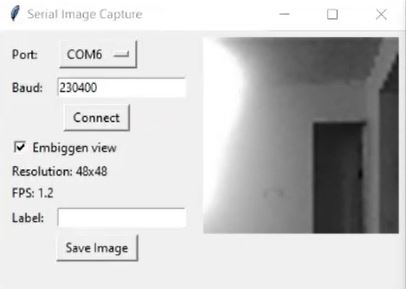 Serial Image Capture
Port: COM6
Baud: 230400
Connect
Embiggen view
Resolution: 48x48
FPS: 1.2
Label:
Save Image